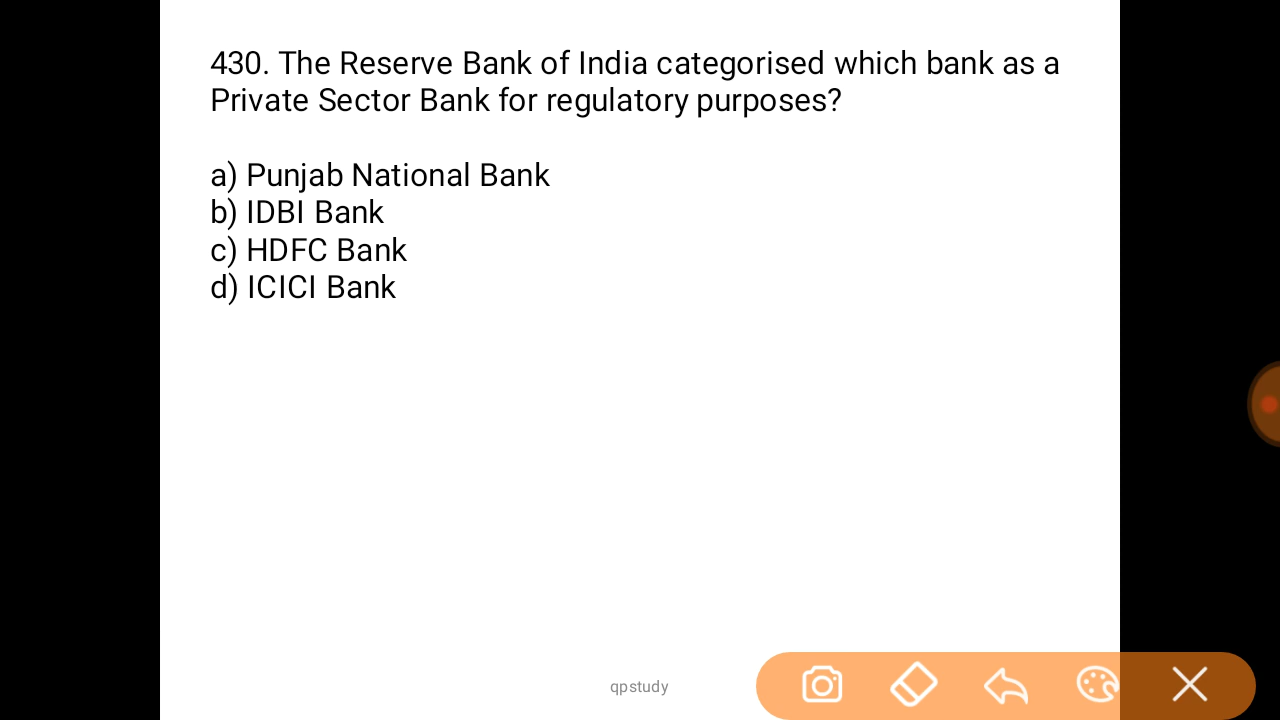 430. The Reserve Bank of India categorised which bank as a
Private Sector Bank for regulatory purposes?
a) Punjab National Bank
b) IDBI Bank
c) HDFC Bank
d) ICICI Bank
qpstudy